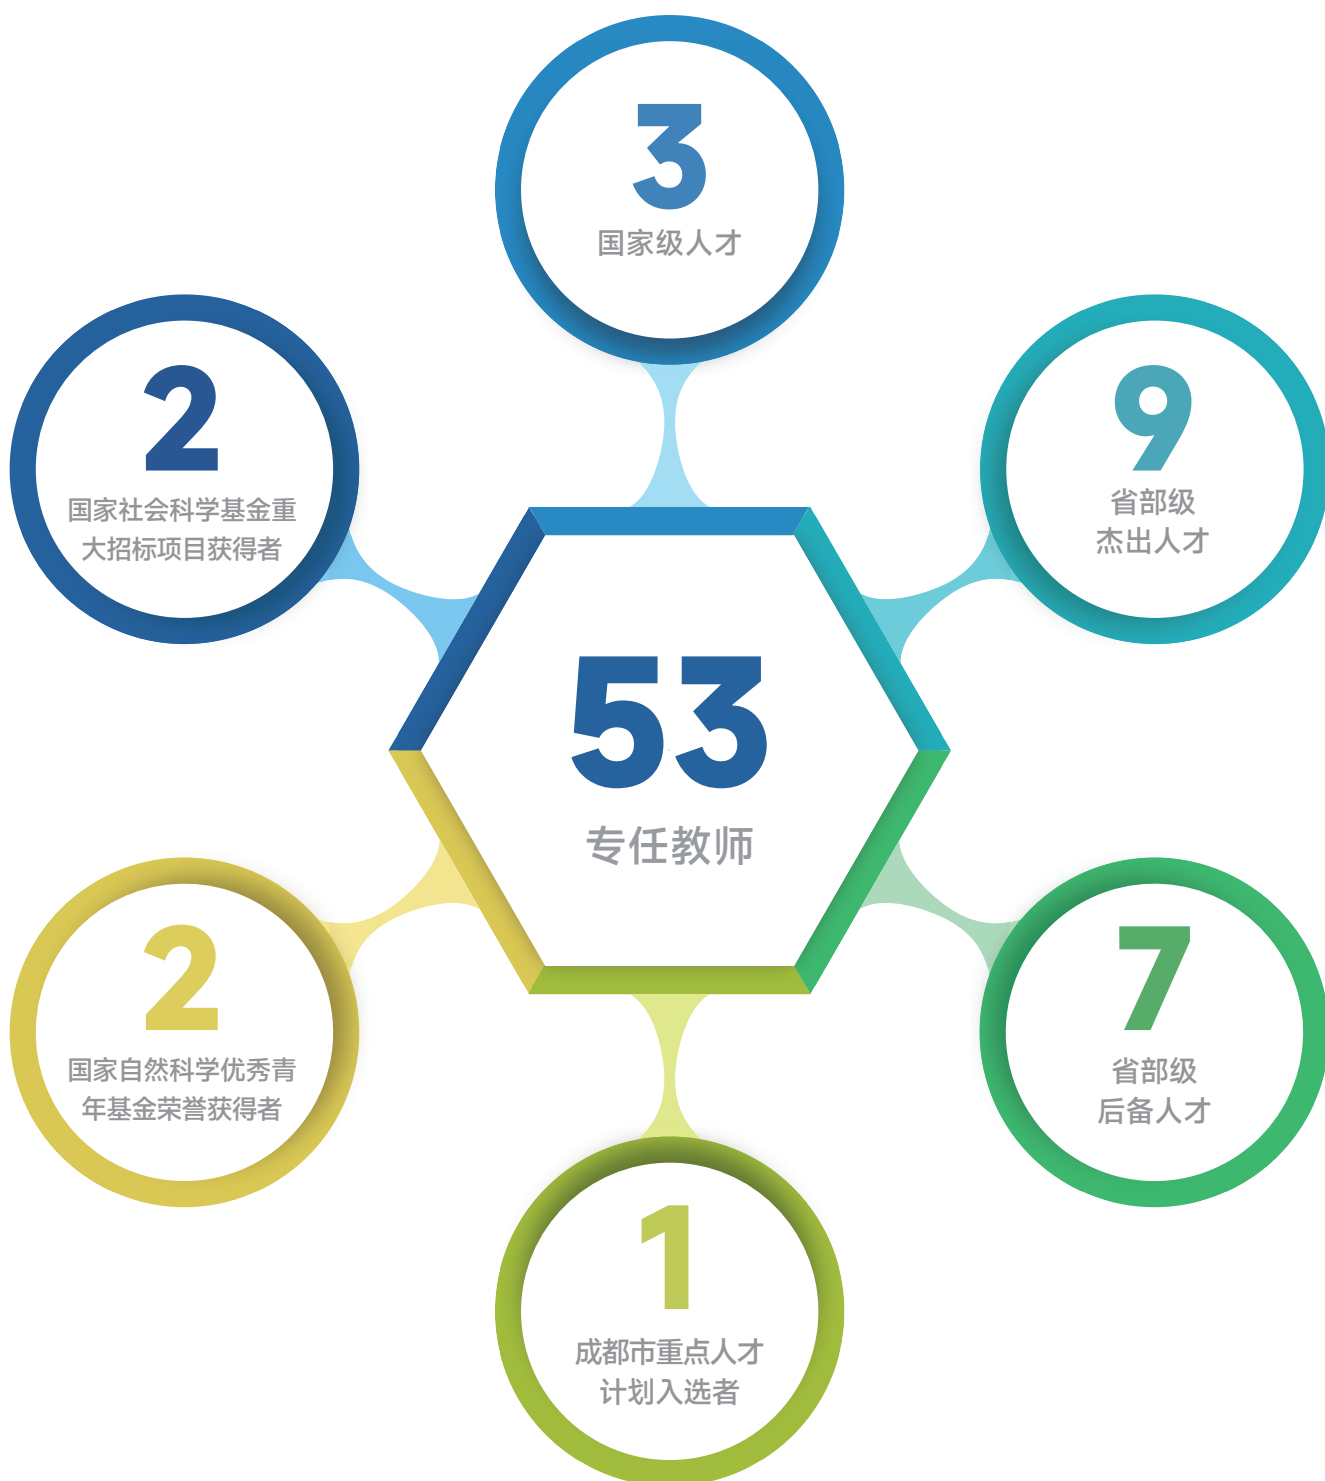 3
国家级人才
2
国家社会科学基金重
大招标项目获得者
9
省部级
杰出人才
53
专任教师
2
国家自然科学优秀青
年基金荣誉获得者
7
省部级
后备人才
1
成都市重点人才
计划入选者